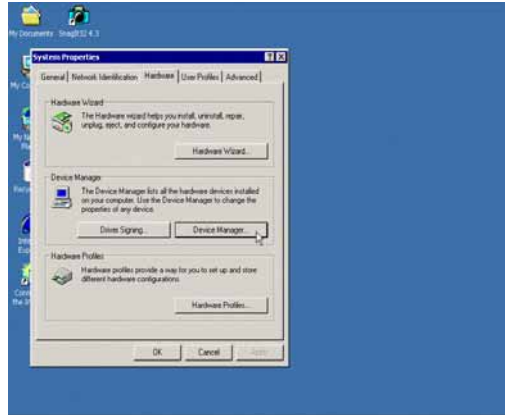 My Documents SnagIt32 4.3
System Properties
General Network Identification Hardware User Profiles Advanced
Hardware Wizard
The Hardware wizard helps you install, uninstall, repair,
unplug, eject, and configure your hardware.
Hardware Wizard...
Device Manager
The Device Manager lists all the hardware devices installed
on your computer. Use the Device Manager to change the
properties of any device.
Driver Signing... Device Manager...
Hardware Profiles
Hardware profiles provide a way for you to set up and store
different hardware configurations.
Hardware Profiles...
OK Cancel Apply